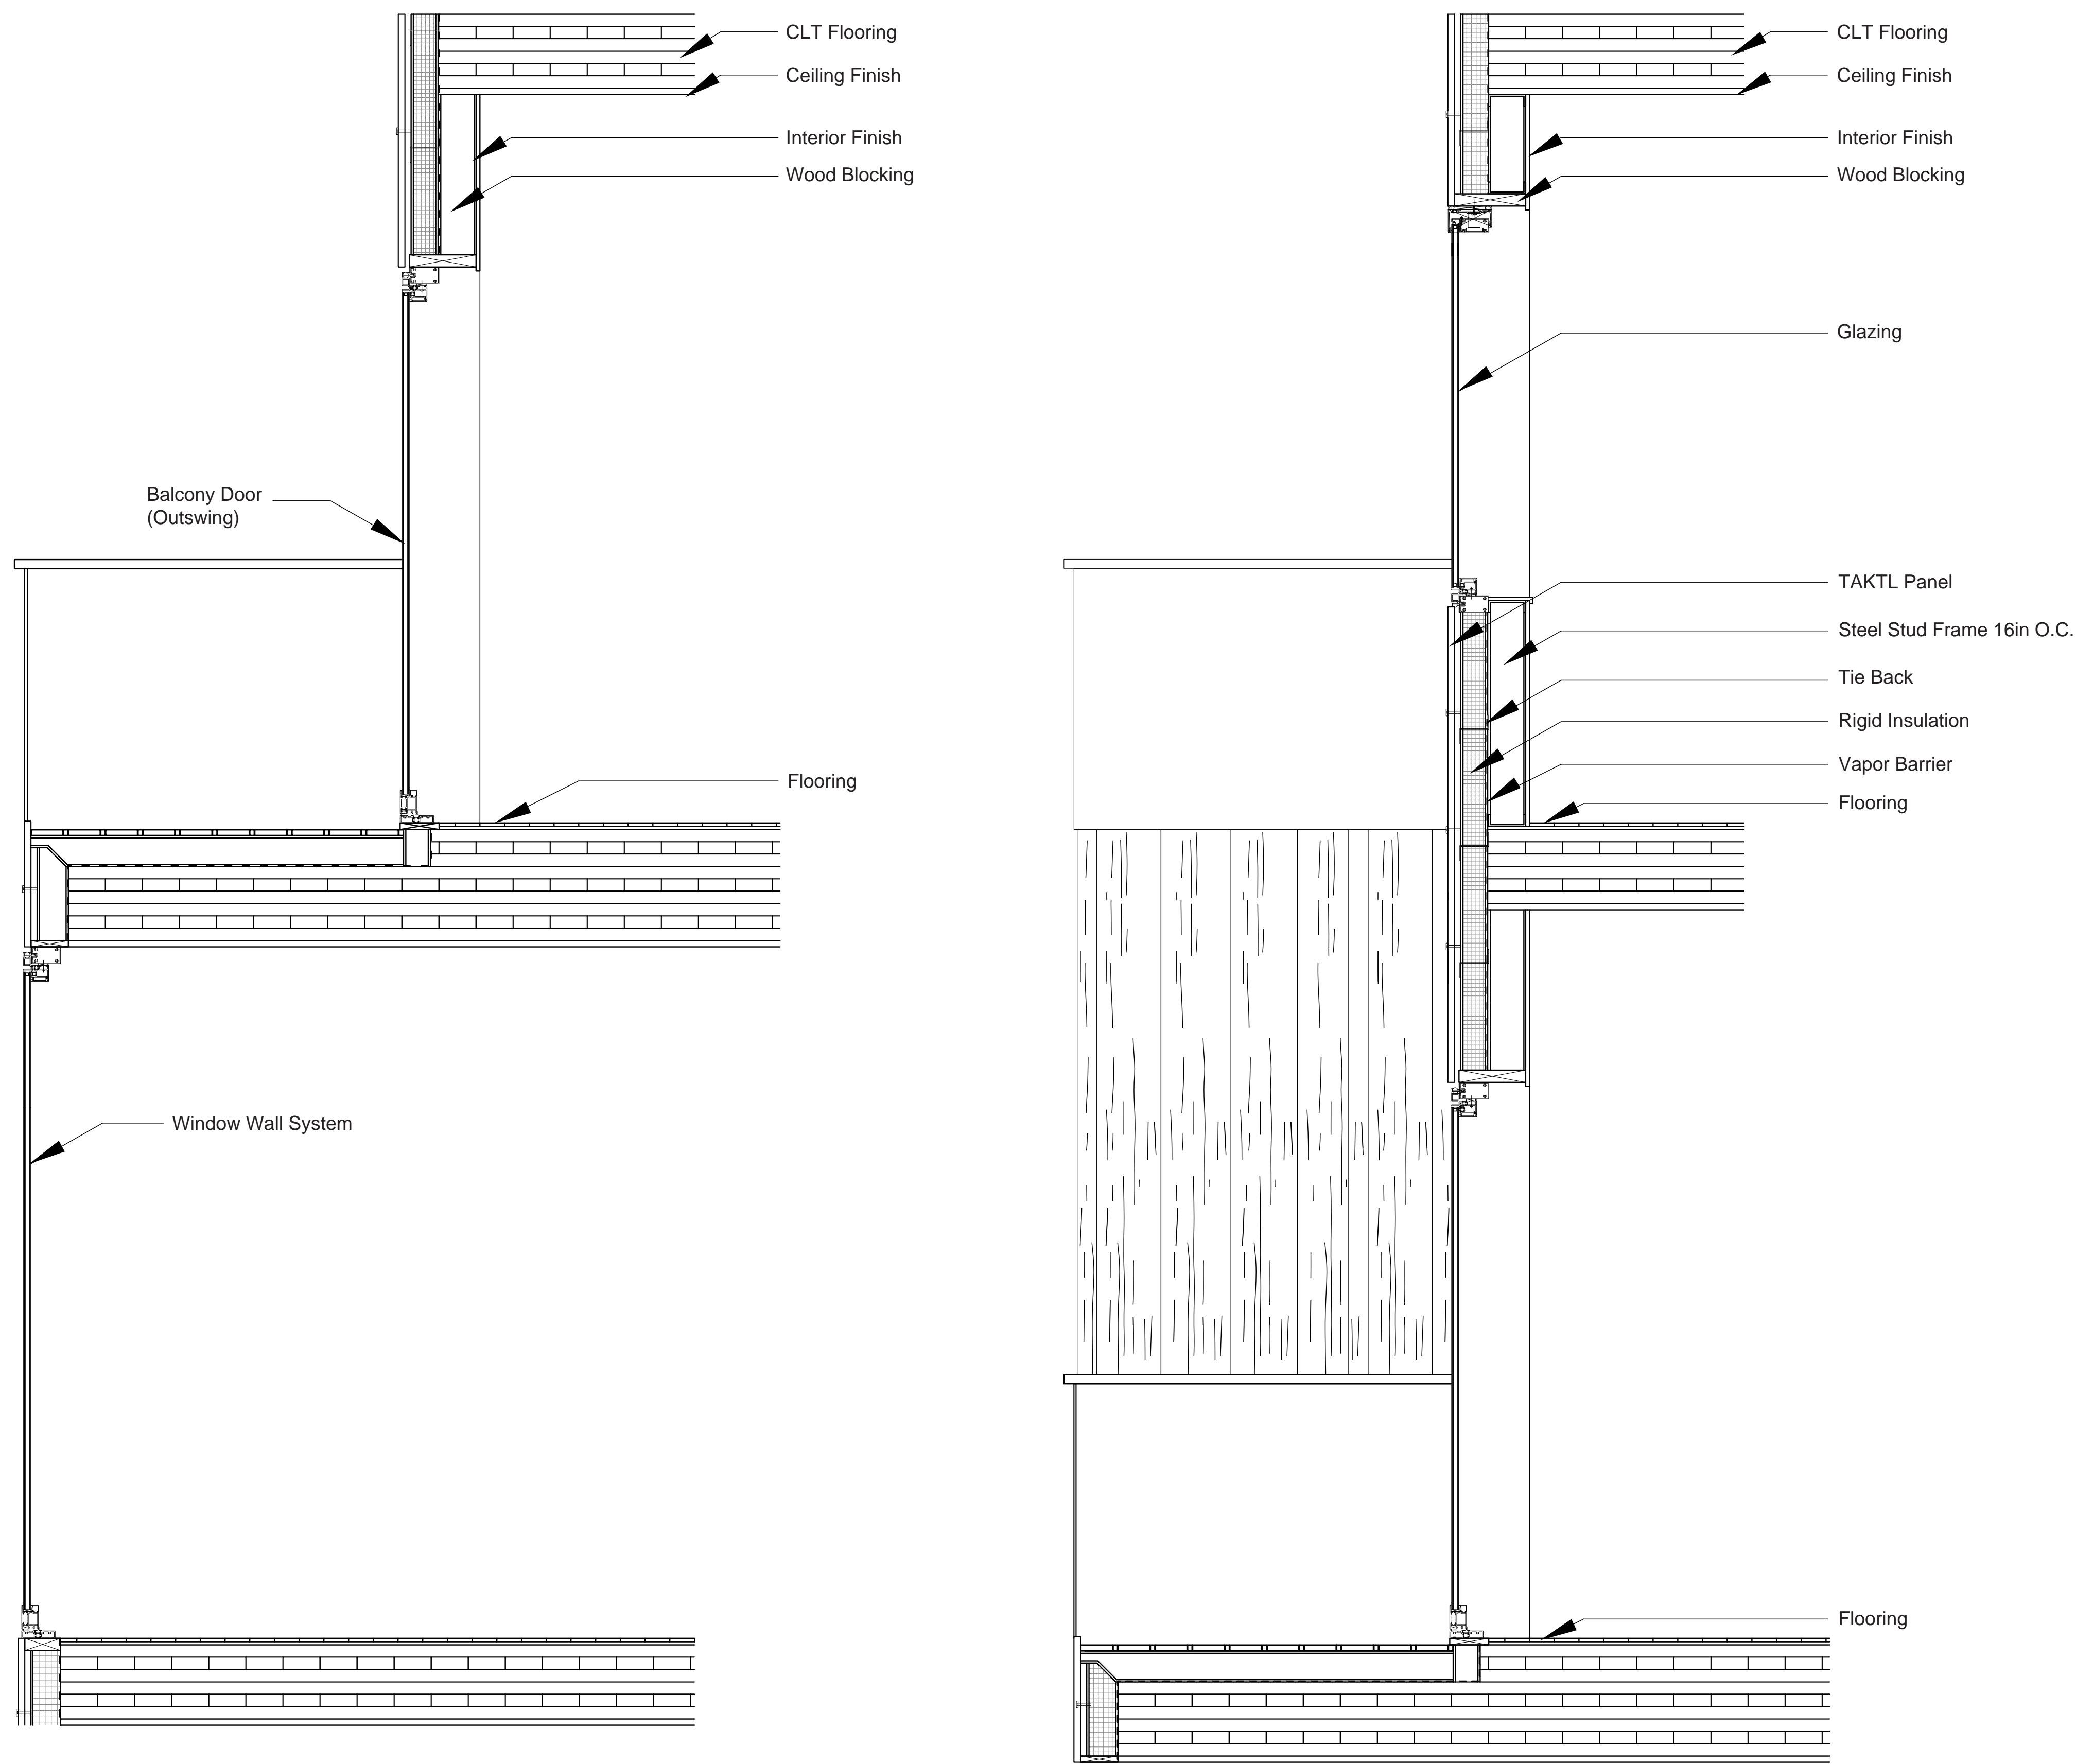 CLT Flooring
Ceiling Finish
Interior Finish
Wood Blocking
Balcony Door
(Outswing)
Flooring
Window Wall System
CLT Flooring
Ceiling Finish
Interior Finish
Wood Blocking
Glazing
TAKTL Panel
Steel Stud Frame 16in O.C.
Tie Back
Rigid Insulation
Vapor Barrier
Flooring
Flooring